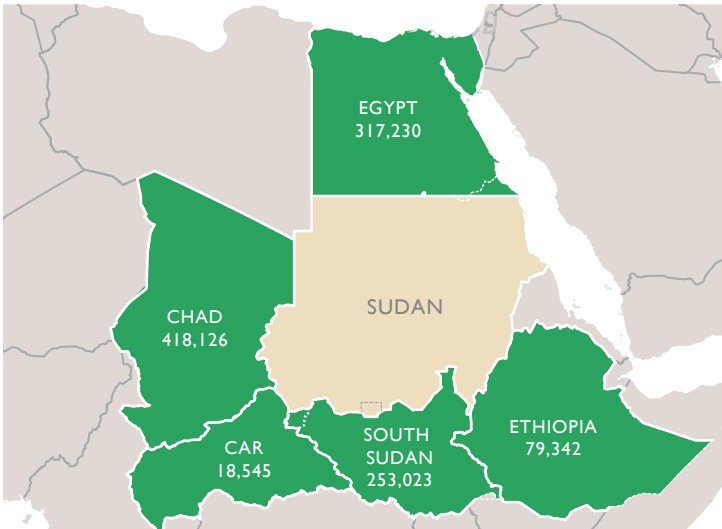 EGYPT
317,230
SUDAN
CHAD
418,126
CAR
18,545
SOUTH
SUDAN
253,023
ETHIOPIA
79,342